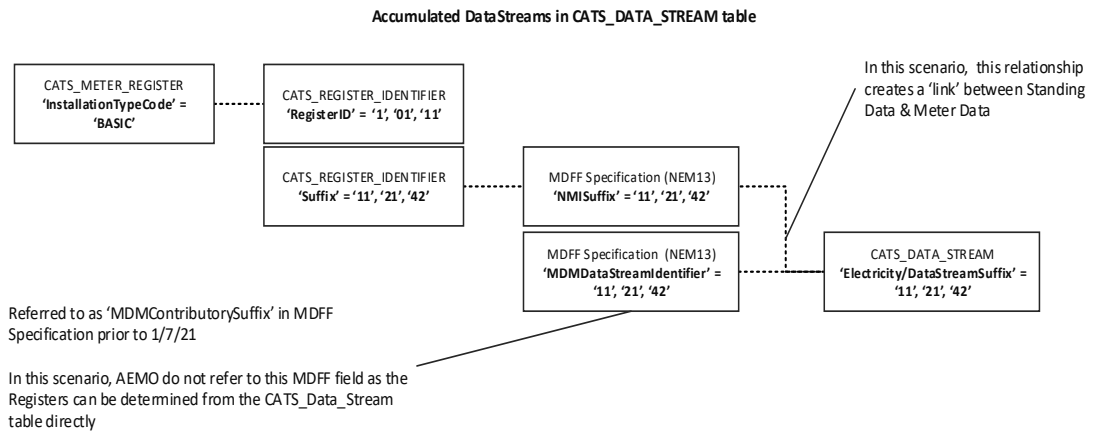 Accumulated DataStreams in CATS_DATA_STREAM table
CATS_METER_REGISTER
‘InstallationTypeCode’ =
‘BASIC’
CATS_REGISTER_IDENTIFIER
‘RegisterID’ = ‘1’, ‘01’, ‘11’
In this scenario, this relationship
creates a ‘link’ between Standing
Data & Meter Data
CATS_REGISTER_IDENTIFIER
‘Suffix’ = ‘11’, ‘21’, ‘42’
MDFF Specification (NEM13)
‘NMISuffix’ = ‘11’, ‘21’, ‘42’
MDFF Specification (NEM13)
‘MDMDataStreamIdentifier’ =
‘11’, ‘21’, ‘42’
CATS_DATA_STREAM
‘Electricity/DataStreamSuffix’ =
‘11’, ‘21’, ‘42’
Referred to as ‘MDMContributorySuffix’ in MDFF
Specification prior to 1/7/21
In this scenario, AEMO do not refer to this MDFF field as the
Registers can be determined from the CATS_Data_Stream
table directly